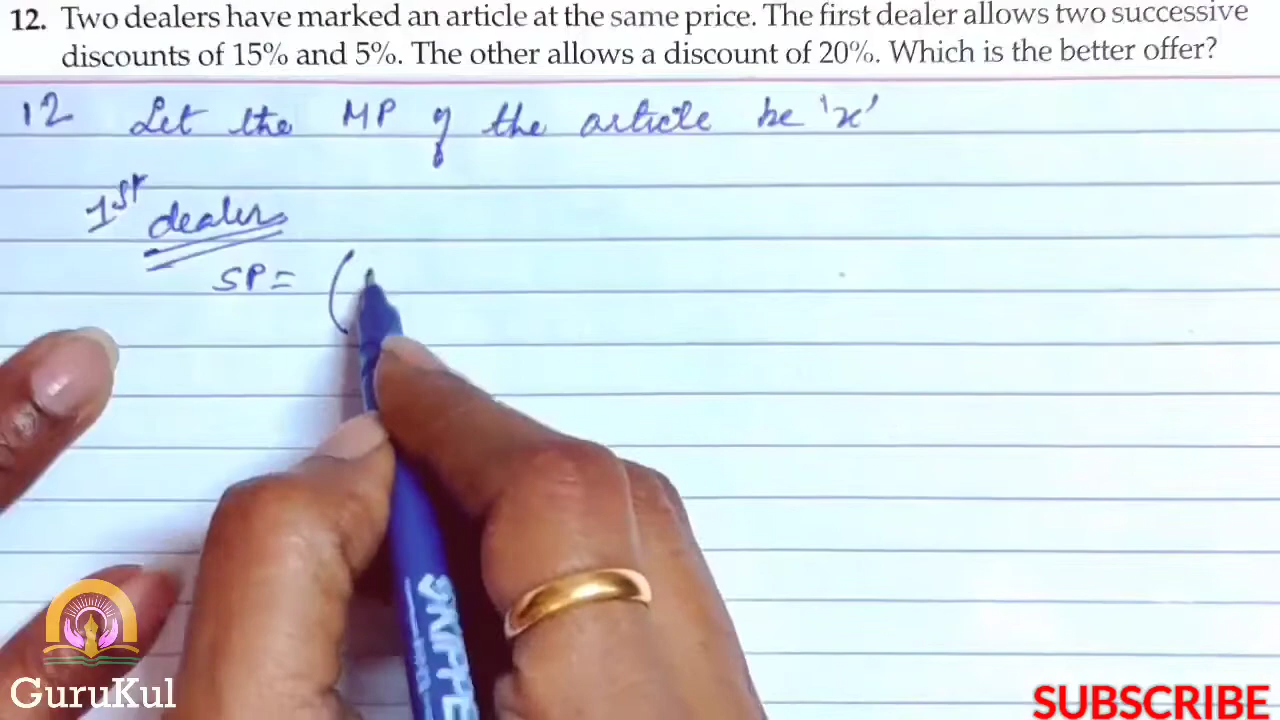 12. Two dealers have marked an article at the same price. The first dealer allows two successive
discounts of 15% and 5%. The other allows a discount of 20%. Which is the better offer?
12 Let the MP of the article be 'x'
1st dealer
SP = (
SKIPPE
GuruKul
SUBSCRIBE